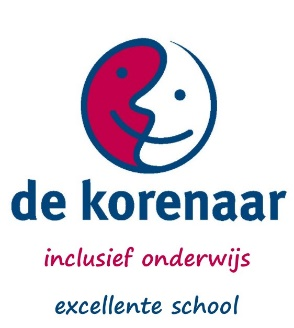 de korenaar
inclusief onderwijs
excellente school